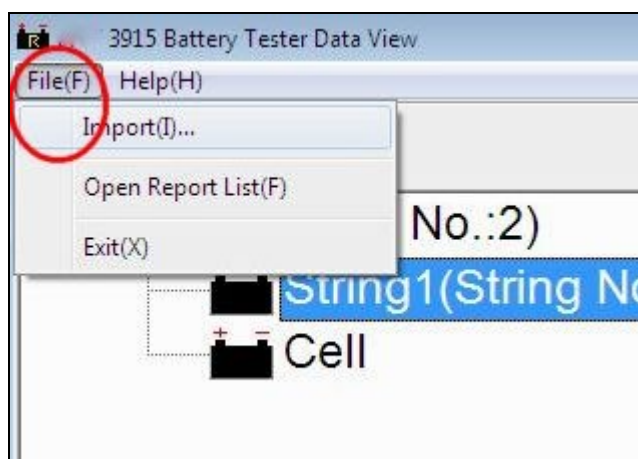 3915 Battery Tester Data View
File(F) Help(H)
Import(I)...
Open Report List(F)
Exit(X)
No.:2)
String1(String No
Cell